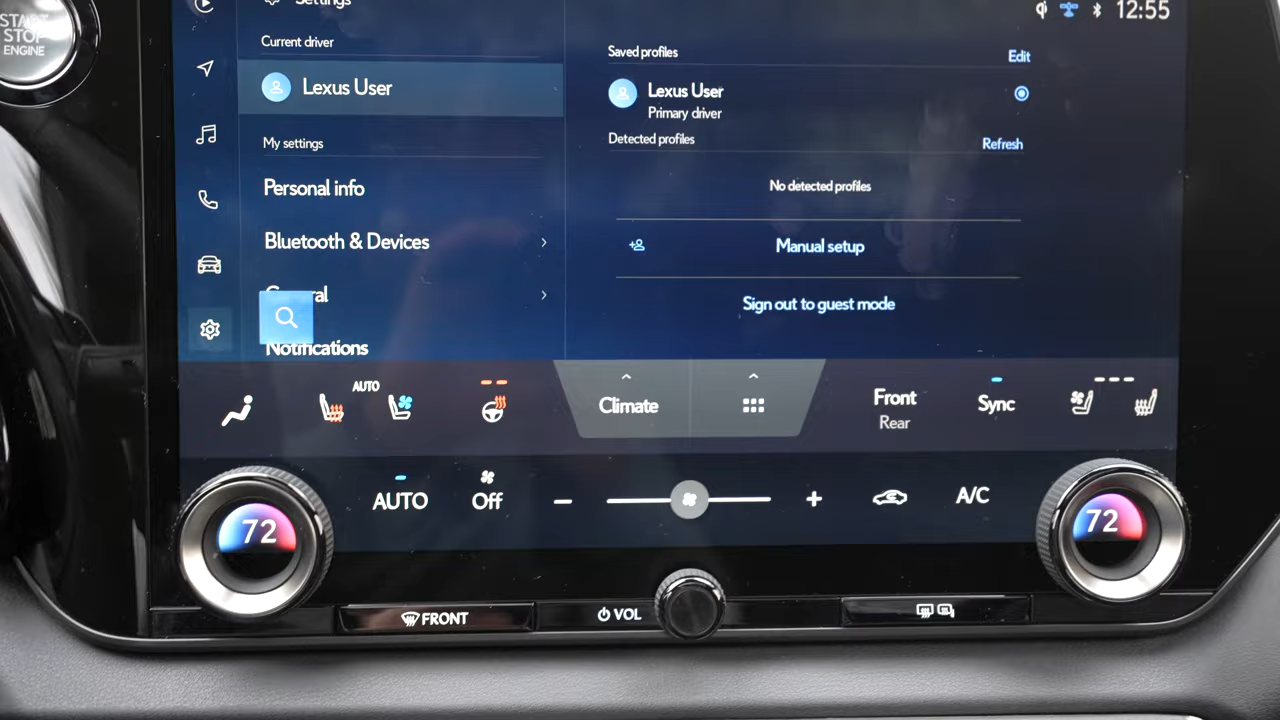 START
STOP
ENGINE
Settings
12:55
Current driver
Lexus User
My settings
Personal info
Bluetooth & Devices
Notifications
Saved profiles
Edit
Lexus User
Primary driver
Detected profiles
Refresh
No detected profiles
Manual setup
Sign out to guest mode
AUTO
Climate
Front
Rear
Sync
72
AUTO
Off
A/C
72
FRONT
VOL